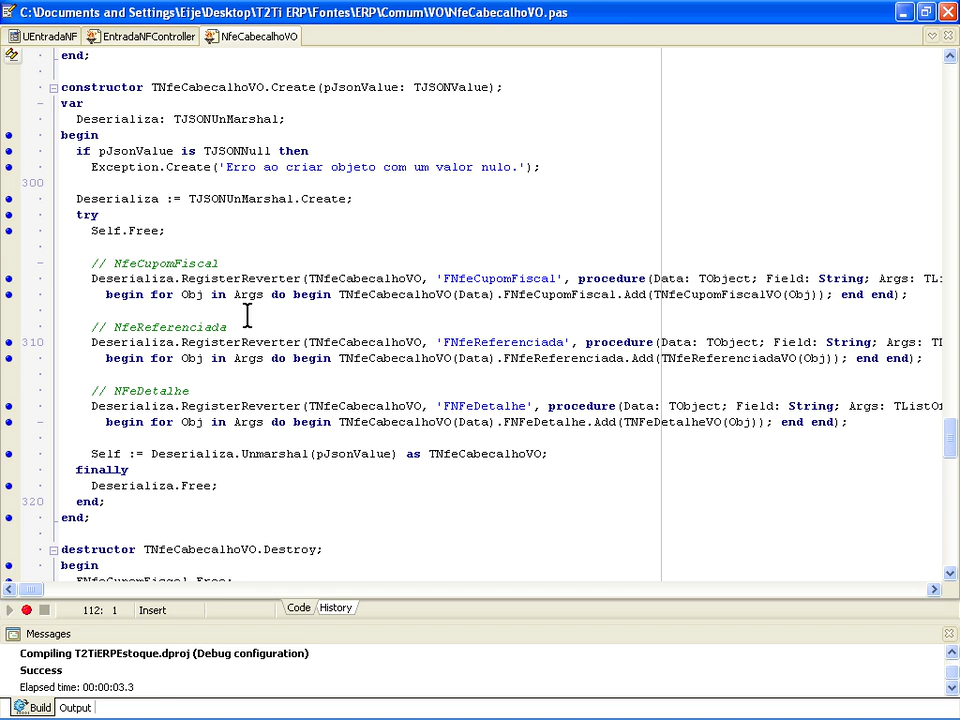 C:\Documents and Settings\Eije\Desktop\T2Ti ERP\Fontes\ERP\Comum\VO\NfeCabecalhoVO.pas
UEntradaNF EntradaNFController NfeCabecalhoVO
end;
constructor TNfeCabecalhoVO.Create(pJsonValue: TJSONValue);
var
Deserializa: TJSONUnMarshal;
begin
if pJsonValue is TJSONNull then
Exception.Create('Erro ao criar objeto com um valor nulo.');
300
Deserializa := TJSONUnMarshal.Create;
try
Self.Free;
// NfeCupomFiscal
Deserializa.RegisterReverter(TNfeCabecalhoVO, 'FNfeCupomFiscal', procedure(Data: TObject; Field: String; Args: TLi
begin for Obj in Args do begin TNfeCabecalhoVO(Data).FNfeCupomFiscal.Add(TNfeCupomFiscalVO(Obj)); end end);
// NfeReferenciada
310 Deserializa.RegisterReverter(TNfeCabecalhoVO, 'FNfeReferenciada', procedure(Data: TObject; Field: String; Args: TL
begin for Obj in Args do begin TNfeCabecalhoVO(Data).FNfeReferenciada.Add(TNfeReferenciadaVO(Obj)); end end);
// NFeDetalhe
Deserializa.RegisterReverter(TNfeCabecalhoVO, 'FNFeDetalhe', procedure(Data: TObject; Field: String; Args: TListO
begin for Obj in Args do begin TNfeCabecalhoVO(Data).FNFeDetalhe.Add(TNFeDetalheVO(Obj)); end end);
Self := Deserializa.Unmarshal(pJsonValue) as TNfeCabecalhoVO;
finally
Deserializa.Free;
320 end;
end;
destructor TNfeCabecalhoVO.Destroy;
begin
FNfeCupomFiscal.Free;
112: 1 Insert Code History
Messages
Compiling T2TiERPEstoque.dproj (Debug configuration)
Success
Elapsed time: 00:00:03.3
Build Output